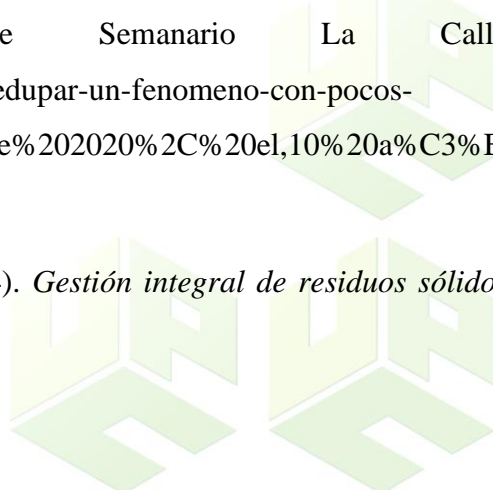 e Semanario La Call
edupar-un-fenomeno-con-pocos-
e%202020%2C%20el,10%20a%C3%
). Gestión integral de residuos sólido